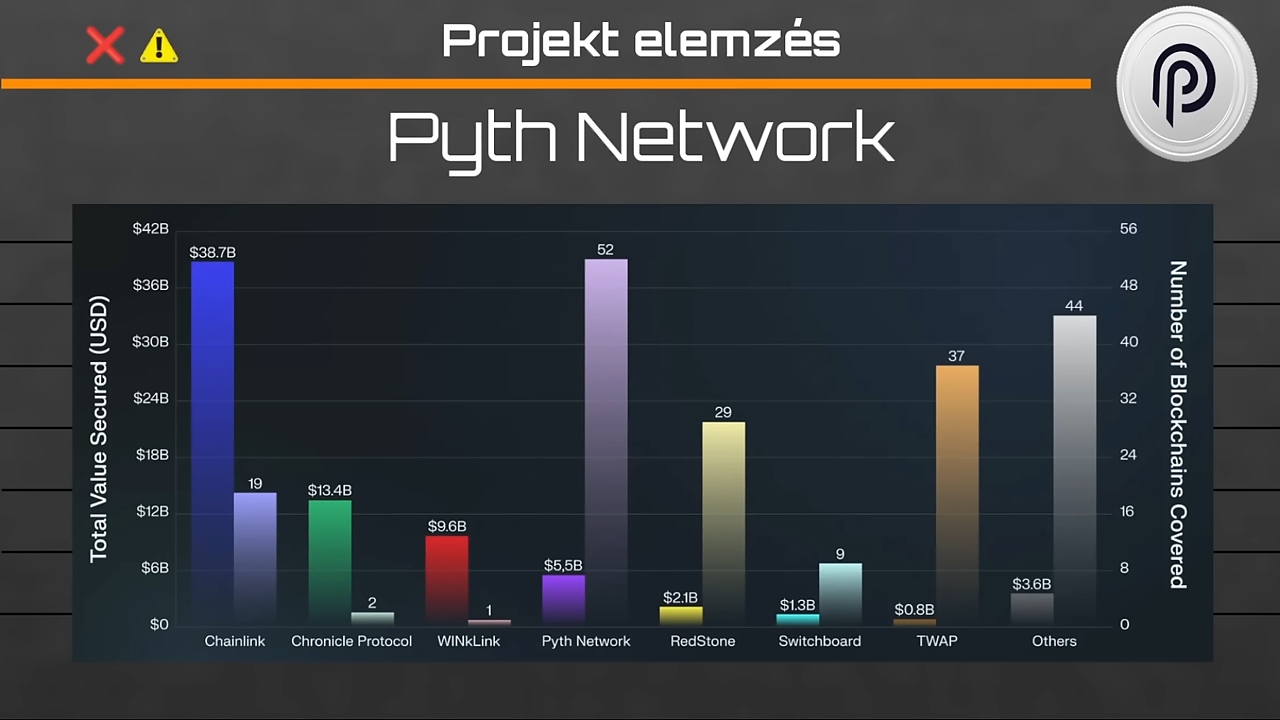 Projekt elemzés
Pyth Network
Total Value Secured (USD)
$42B
$36B
$30B
$24B
$18B
$12B
$6B
$0
$38.7B
19
$13.4B
2
$9.6B
1
$5,5B
52
$2.1B
29
$1.3B
9
$0.8B
37
$3.6B
44
56
48
40
32
24
16
8
0
Number of Blockchains Covered
Chainlink
Chronicle Protocol
WINkLink
Pyth Network
RedStone
Switchboard
TWAP
Others